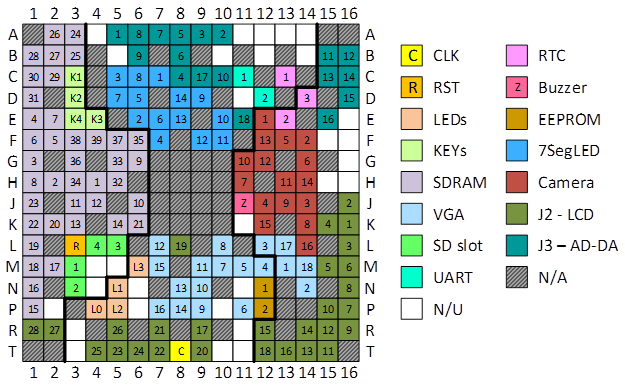 1 2 3 4 5 6 7 8 9 10 11 12 13 14 15 16
A 26 24 1 8 7 5 3 2 A
B 28 27 25 9 6 11 12 B
C 30 29 K1 3 8 1 4 17 10 1 1 13 14 C
D 31 K2 7 5 14 9 2 3 15 D
E 4 7 K4 K3 2 6 13 10 18 1 2 16 E
F 6 5 38 39 37 35 4 12 11 13 5 2 F
G 3 36 33 9 10 12 6 G
H 8 2 34 1 32 7 11 14 H
J 23 11 12 10 Z 4 9 3 2 J
K 22 20 13 14 21 15 8 4 1 K
L 19 R 4 3 12 19 8 3 17 16 3 L
M 18 17 1 L3 15 11 7 5 4 1 18 5 6 M
N 16 2 L1 13 10 1 2 8 N
P 15 L0 L2 16 14 9 6 2 10 7 P
R 28 27 26 21 17 15 14 12 9 R
T 25 23 24 22 C 20 18 16 13 11 T
1 2 3 4 5 6 7 8 9 10 11 12 13 14 15 16
C CLK
R RST
LEDs
KEYs
SDRAM
VGA
SD slot
UART
N/U
RTC
Z Buzzer
EEPROM
7SegLED
Camera
J2 - LCD
J3 – AD-DA
N/A